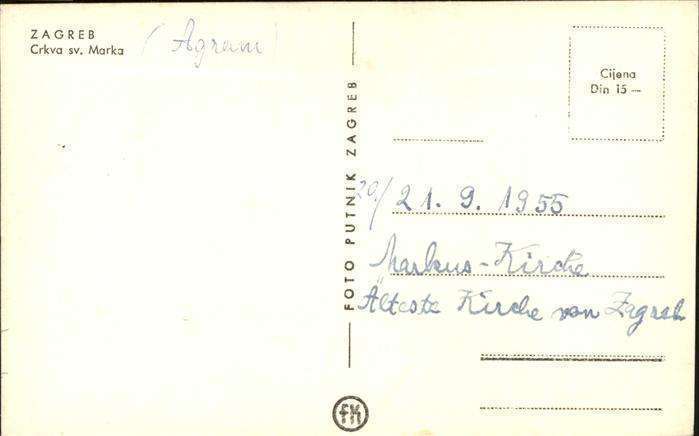 ZAGREB
Crkva sv. Marka
(Agram)
Cijena
Din 15—
FOTO PUTNIK ZAGREB
20./21. 9. 1955
Markus-Kirche
Älteste Kirche von Zagreb
FK